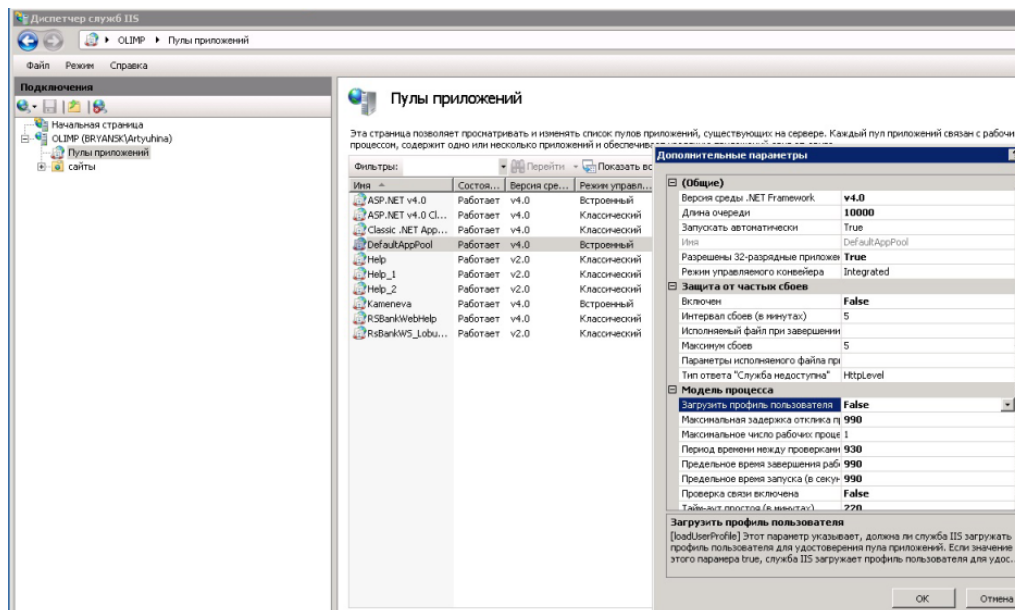 Диспетчер служб IIS
OLIMP
Пулы приложений
Файл Режим Справка
Подключения
Начальная страница
OLIMP (BRYANSK\Artyuhina)
Пулы приложений
сайты
Пулы приложений
Эта страница позволяет просматривать и изменять список пулов приложений, существующих на сервере. Каждый пул приложений связан с рабочи
процессом, содержит одно или несколько приложений и обеспечивает
Фильтры: Перейти Показать вс
Имя Состоя... Версия сре... Режим управл...
ASP.NET v4.0 Работает v4.0 Встроенный
ASP.NET v4.0 Cl... Работает v4.0 Классический
Classic .NET App... Работает v4.0 Классический
DefaultAppPool Работает v4.0 Встроенный
Help Работает v2.0 Классический
Help_1 Работает v2.0 Классический
Help_2 Работает v2.0 Классический
Kameneva Работает v4.0 Встроенный
RSBankWebHelp Работает v4.0 Классический
RsBankWS_Lobu... Работает v2.0 Классический
Дополнительные параметры
(Общие)
Версия среды .NET Framework v4.0
Длина очереди 10000
Запускать автоматически True
Имя DefaultAppPool
Разрешены 32-разрядные приложен True
Режим управляемого конвейера Integrated
Защита от частых сбоев
Включен False
Интервал сбоев (в минутах) 5
Исполняемый файл при завершении
Максимум сбоев 5
Параметры исполняемого файла при
Тип ответа "Служба недоступна" HttpLevel
Модель процесса
Загрузить профиль пользователя False
Максимальная задержка отклика п 990
Максимальное число рабочих проце 1
Период времени между проверками 930
Предельное время завершения рабо 990
Предельное время запуска (в секун 990
Проверка связи включена False
Тайм-аут простоя (в минутах) 220
Загрузить профиль пользователя
[loadUserProfile] Этот параметр указывает, должна ли служба IIS загружать
профиль пользователя для удостоверения пула приложений. Если значение
этого паранера true, служба IIS загружает профиль пользователя для удос...
OK Отмена